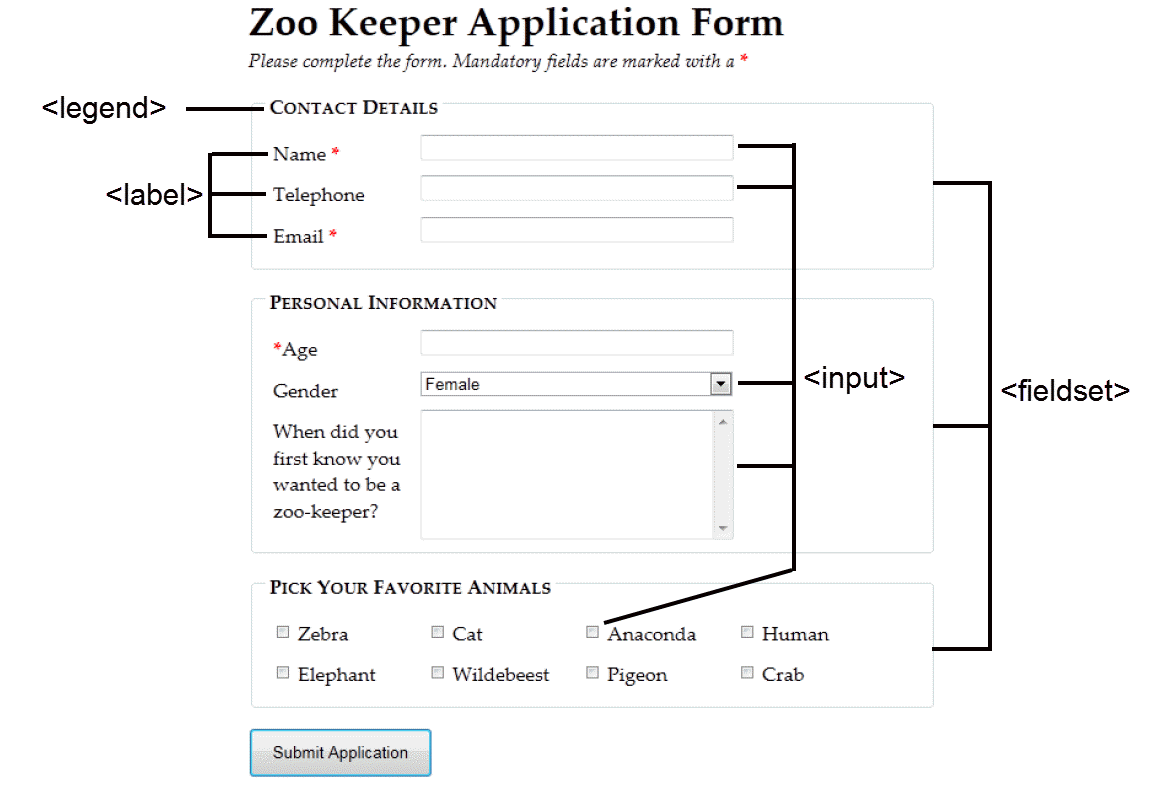 Zoo Keeper Application Form
Please complete the form. Mandatory fields are marked with a *
<legend>
CONTACT DETAILS
Name *
<label>
Telephone
Email *
PERSONAL INFORMATION
*Age
Gender
Female
<input>
<fieldset>
When did you
first know you
wanted to be a
zoo-keeper?
PICK YOUR FAVORITE ANIMALS
Zebra Cat Anaconda Human
Elephant Wildebeest Pigeon Crab
Submit Application